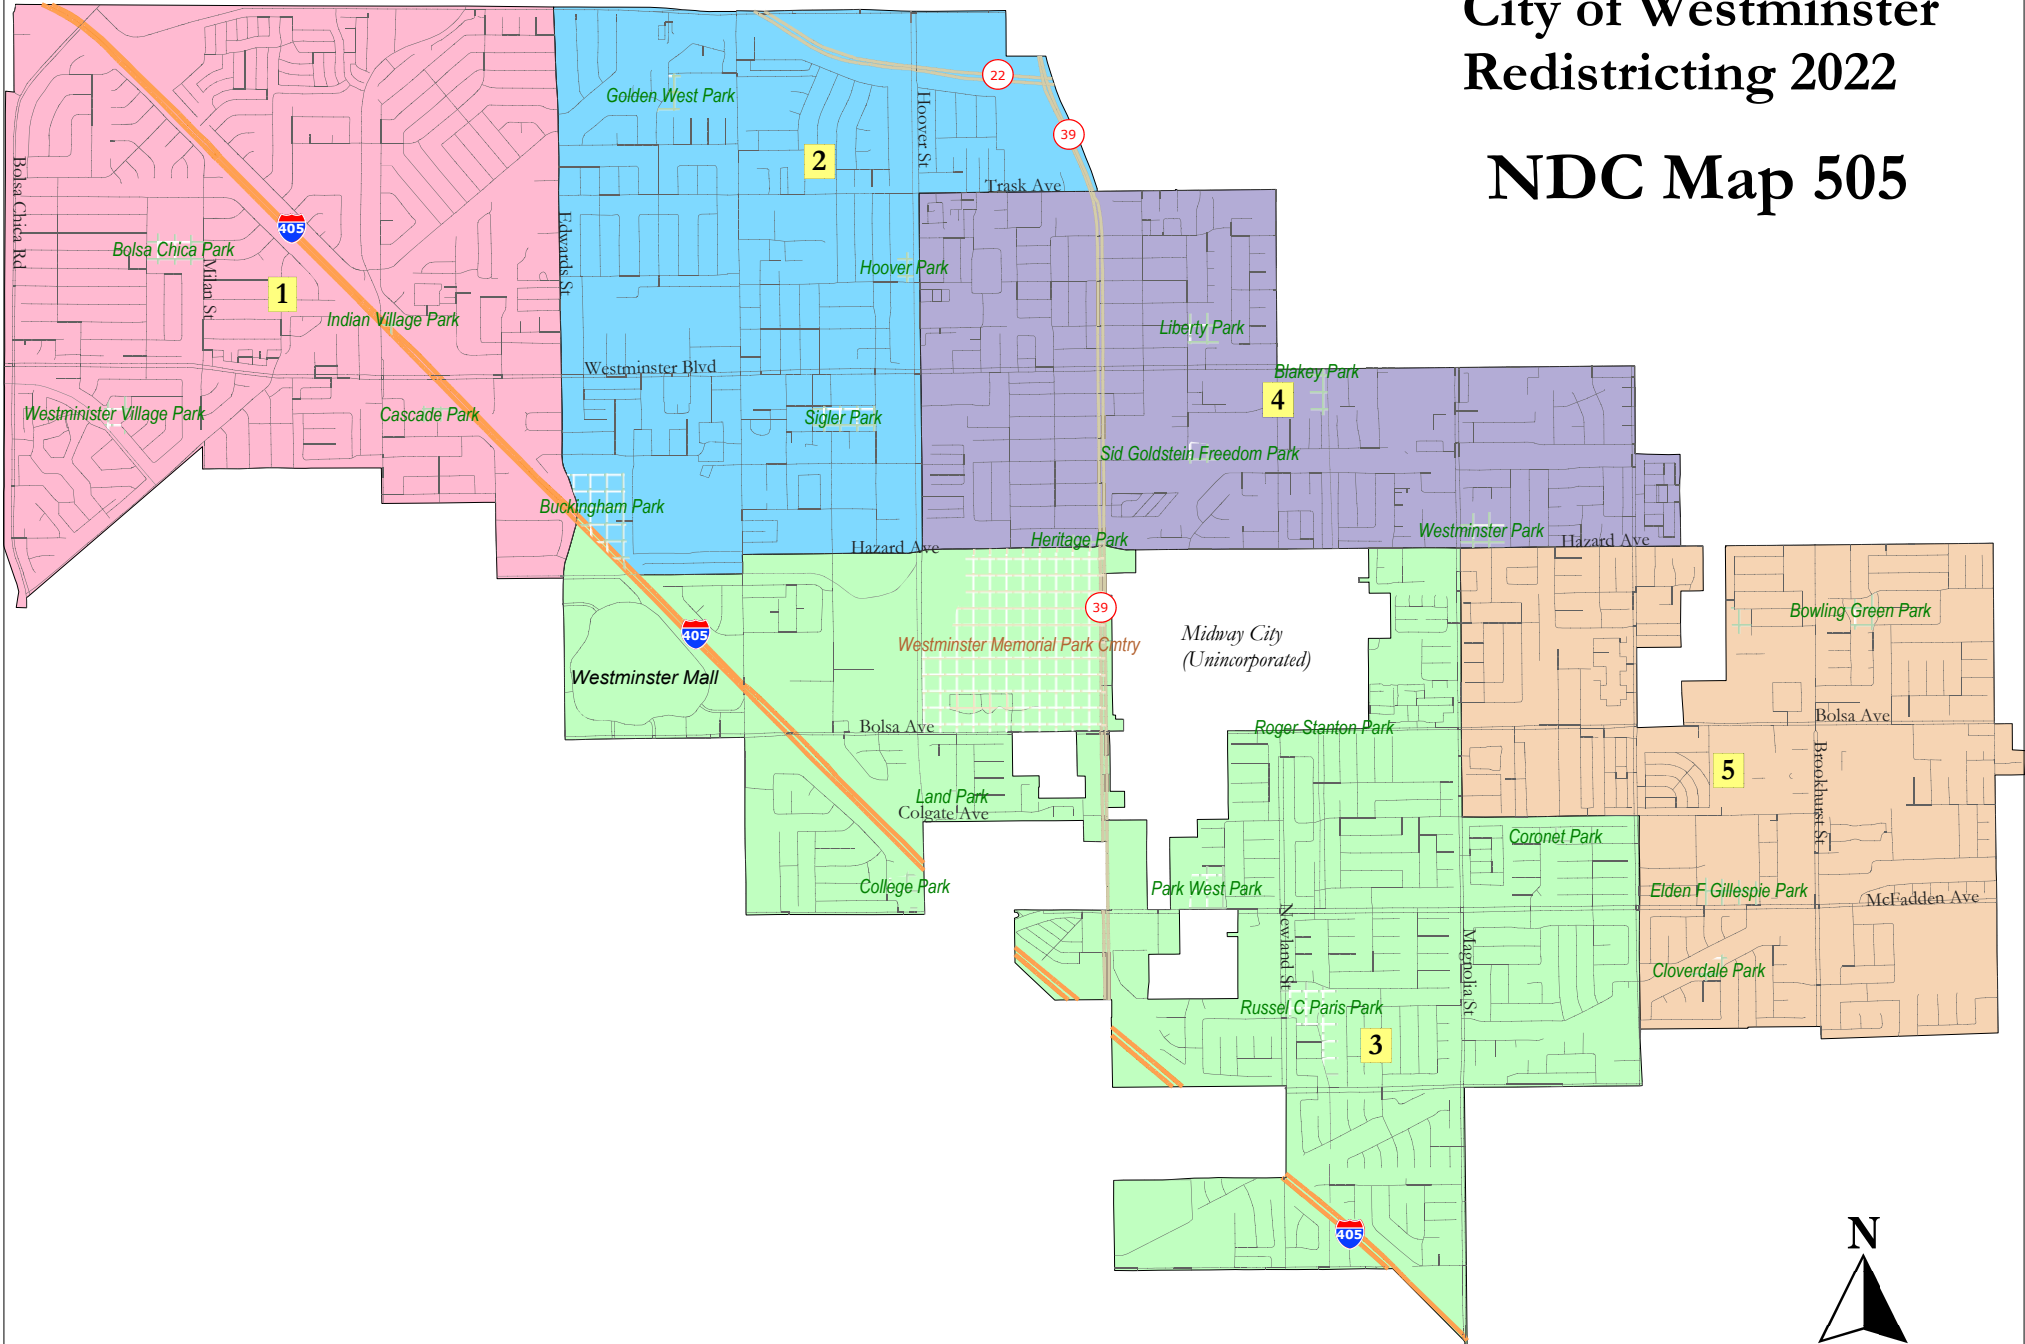 City of Westminster
Redistricting 2022
NDC Map 505
22
Golden West Park
Hoover St
39
2
Bolsa Chica Rd
Trask Ave
Edwards St
405
Bolsa Chica Park
Milan St
Hoover Park
1
Indian Village Park
Liberty Park
Westminster Blvd
Blakey Park
4
Westminister Village Park
Cascade Park
Sigler Park
Sid Goldstein Freedom Park
Buckingham Park
Westminster Park
Heritage Park
Hazard Ave
Hazard Ave
39
Bowling Green Park
405
Midway City
(Unincorporated)
Westminster Memorial Park Cmtry
Westminster Mall
Bolsa Ave
Bolsa Ave
Roger Stanton Park
Brookhurst St
5
Land Park
Colgate Ave
Coronet Park
College Park
Park West Park
Elden F Gillespie Park
McFadden Ave
Newland St
Magnolia St
Cloverdale Park
Russel C Paris Park
3
405
N